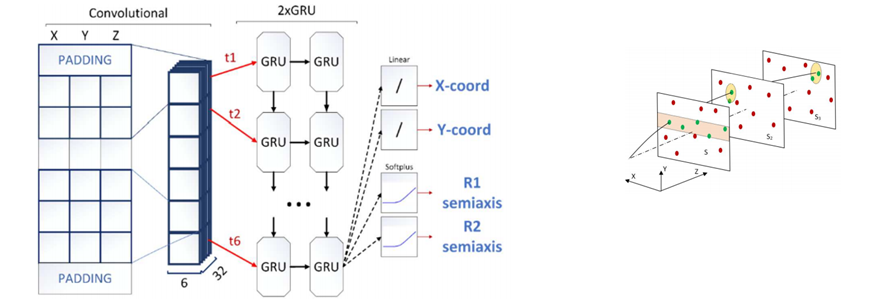 Convolutional
2xGRU
X Y Z
PADDING
t1
GRU GRU
Linear
/
X-coord
t2
GRU GRU
/
Y-coord
Softplus
R1
semiaxis
...
R2
semiaxis
t6
GRU GRU
PADDING
6
32
S₃
S₂
S
X
Y
Z